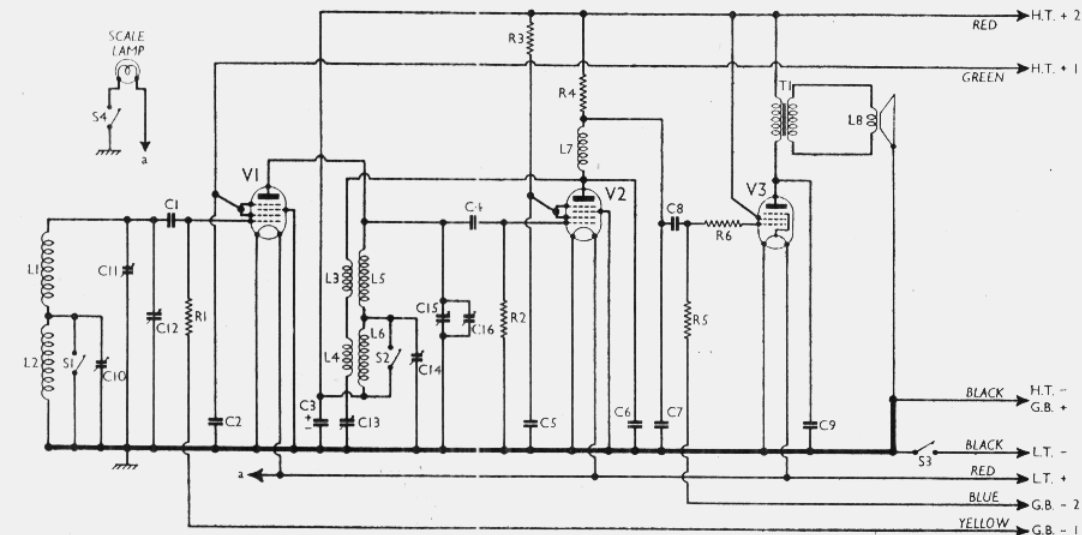 H.T. + 2
RED
R3
SCALE
LAMP
H.T. + 1
GREEN
T1
R4
S4
L8
a
L7
V1
V2
V3
C1
C4
C8
R6
L1
C11
L3
L5
C15
C16
C12
R1
R2
R5
L6
L2
S1
C10
L4
S2
C14
BLACK
H.T. -
G.B. +
C3
+
-
C2
C13
C5
C6
C7
C9
BLACK
L.T. -
S3
a
RED
L.T. +
BLUE
G.B. - 2
YELLOW
G.B. - 1